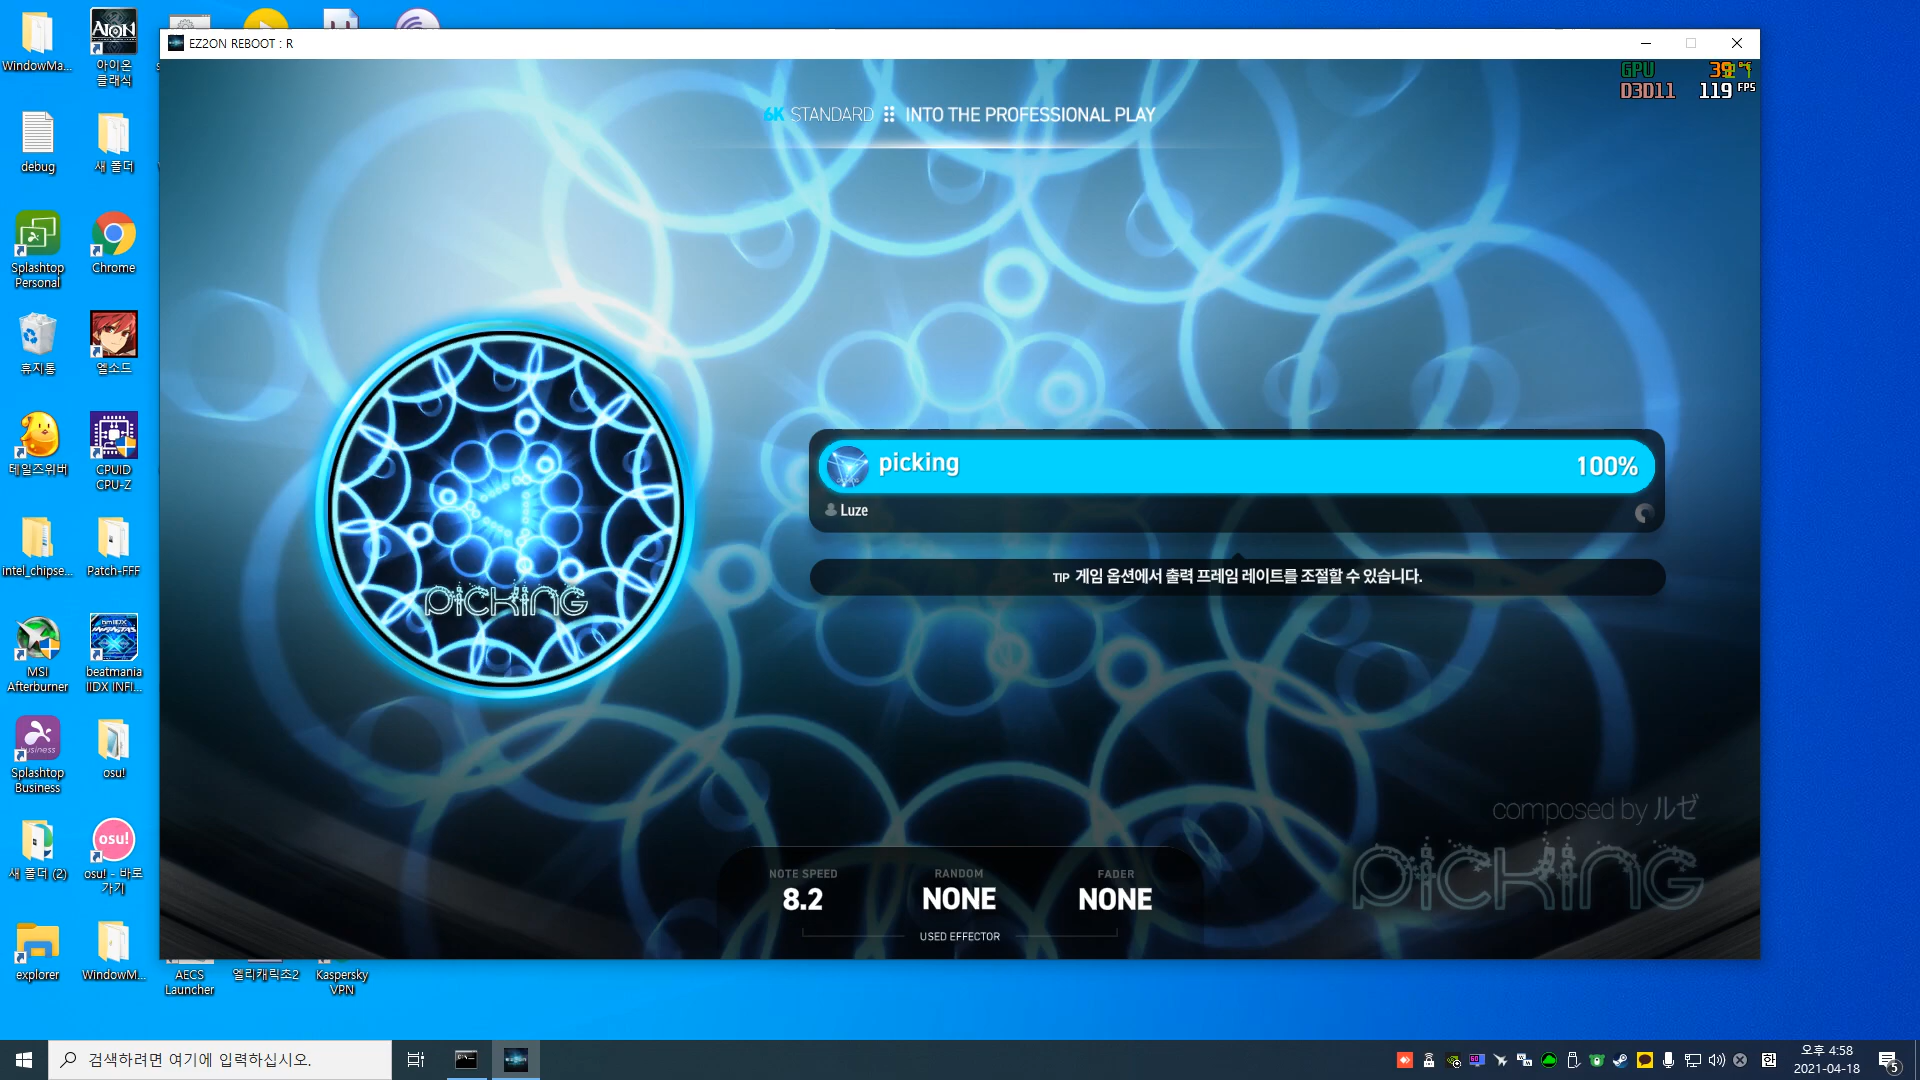 EZ2ON REBOOT : R
GPU
D3D11 119 FPS
6K STANDARD INTO THE PROFESSIONAL PLAY
picking 100%
Luze
TIP 게임 옵션에서 출력 프레임 레이트를 조절할 수 있습니다.
PICKING
composed by ルゼ
PICKING
NOTE SPEED RANDOM FADER
8.2 NONE NONE
USED EFFECTOR
WindowMa...
아이온 클래식
debug
새 폴더
Splashtop Personal
Chrome
휴지통
엘소드
테일즈위버
CPUID CPU-Z
intel_chipse...
Patch-FFF
MSI Afterburner
beatmania IIDX INFI...
Splashtop Business
osu!
새 폴더 (2)
osu! - 바로 가기
explorer
WindowM...
AECS Launcher
엘리캐릭츠2
Kaspersky VPN
검색하려면 여기에 입력하십시오.
오후 4:58
2021-04-18
5